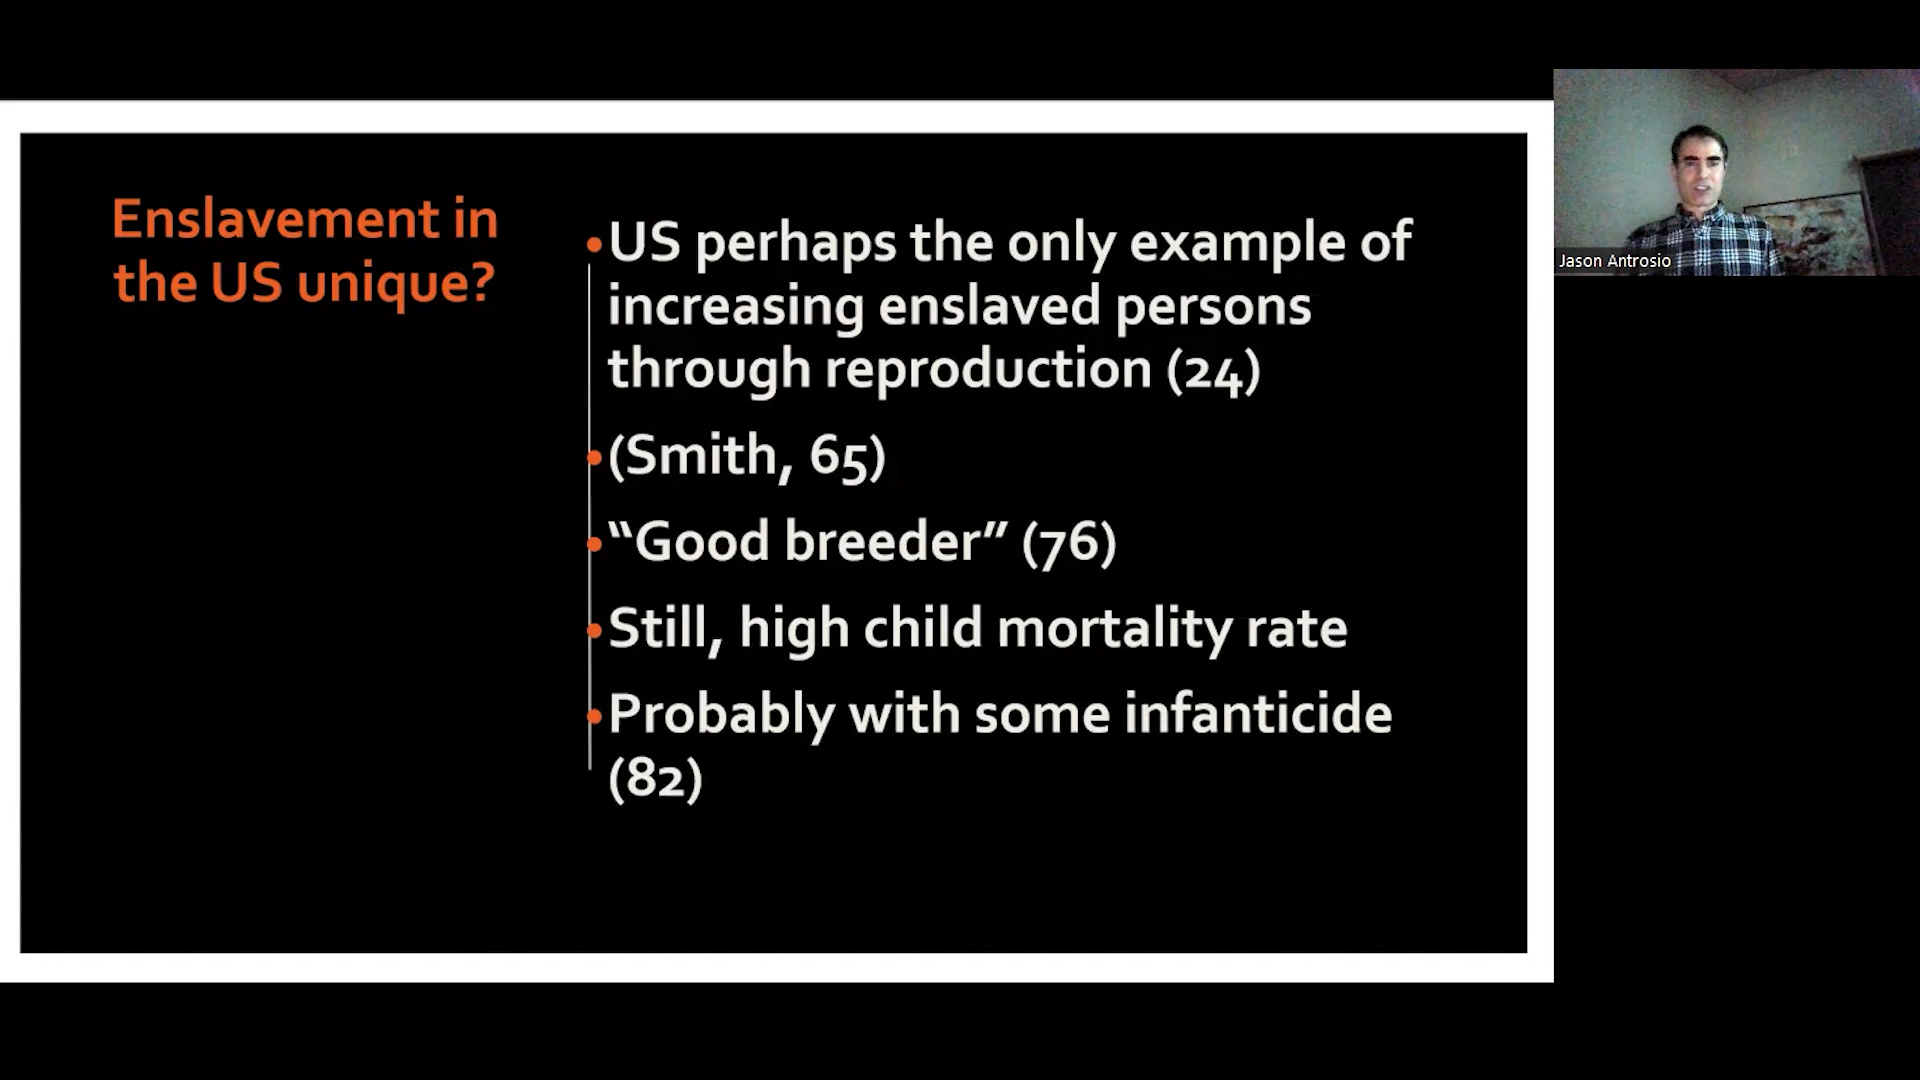 Enslavement in
the US unique?
•US perhaps the only example of
increasing enslaved persons
through reproduction (24)
•(Smith, 65)
•“Good breeder” (76)
•Still, high child mortality rate
•Probably with some infanticide
(82)
Jason Antrosio